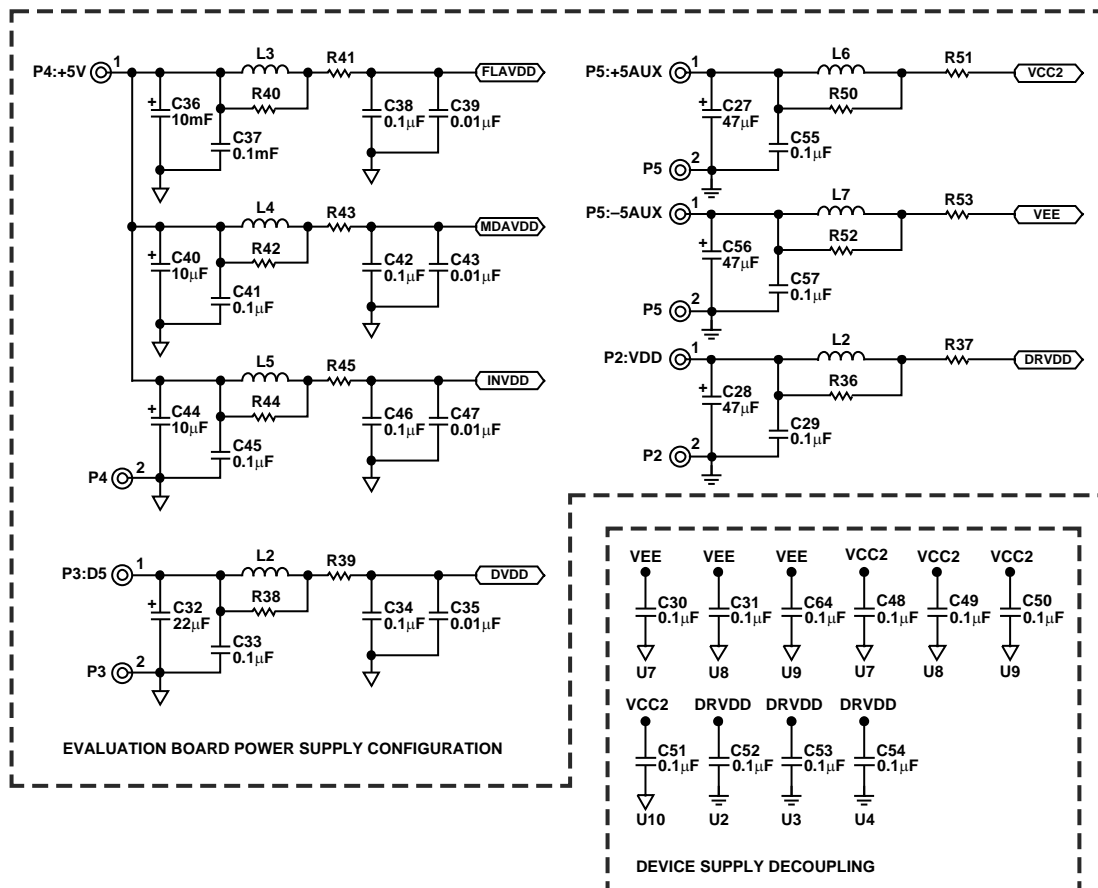 P4:+5V
1
L3
R41
FLAVDD
R40
C36
10mF
C37
0.1mF
C38
0.1µF
C39
0.01µF
L4
R43
MDAVDD
R42
C40
10µF
C41
0.1µF
C42
0.1µF
C43
0.01µF
L5
R45
INVDD
R44
C44
10µF
C45
0.1µF
C46
0.1µF
C47
0.01µF
P4
2
P3:D5
1
L2
R39
DVDD
R38
C32
22µF
C33
0.1µF
C34
0.1µF
C35
0.01µF
P3
2
EVALUATION BOARD POWER SUPPLY CONFIGURATION
P5:+5AUX
1
L6
R51
VCC2
R50
C27
47µF
C55
0.1µF
P5
2
P5:–5AUX
1
L7
R53
VEE
R52
C56
47µF
C57
0.1µF
P5
2
P2:VDD
1
L2
R37
DRVDD
R36
C28
47µF
C29
0.1µF
P2
2
VEE
C30
0.1µF
U7
VEE
C31
0.1µF
U8
VEE
C64
0.1µF
U9
VCC2
C48
0.1µF
U7
VCC2
C49
0.1µF
U8
VCC2
C50
0.1µF
U9
VCC2
C51
0.1µF
U10
DRVDD
C52
0.1µF
U2
DRVDD
C53
0.1µF
U3
DRVDD
C54
0.1µF
U4
DEVICE SUPPLY DECOUPLING